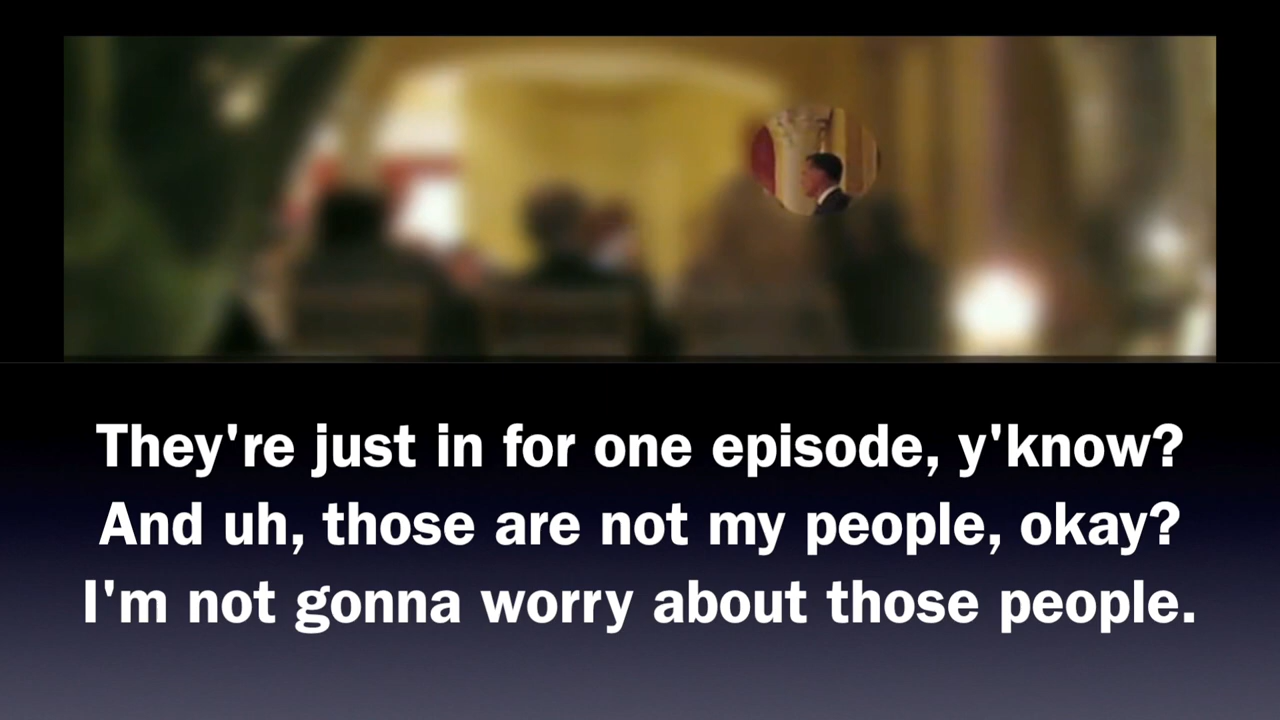 They're just in for one episode, y'know?
And uh, those are not my people, okay?
I'm not gonna worry about those people.